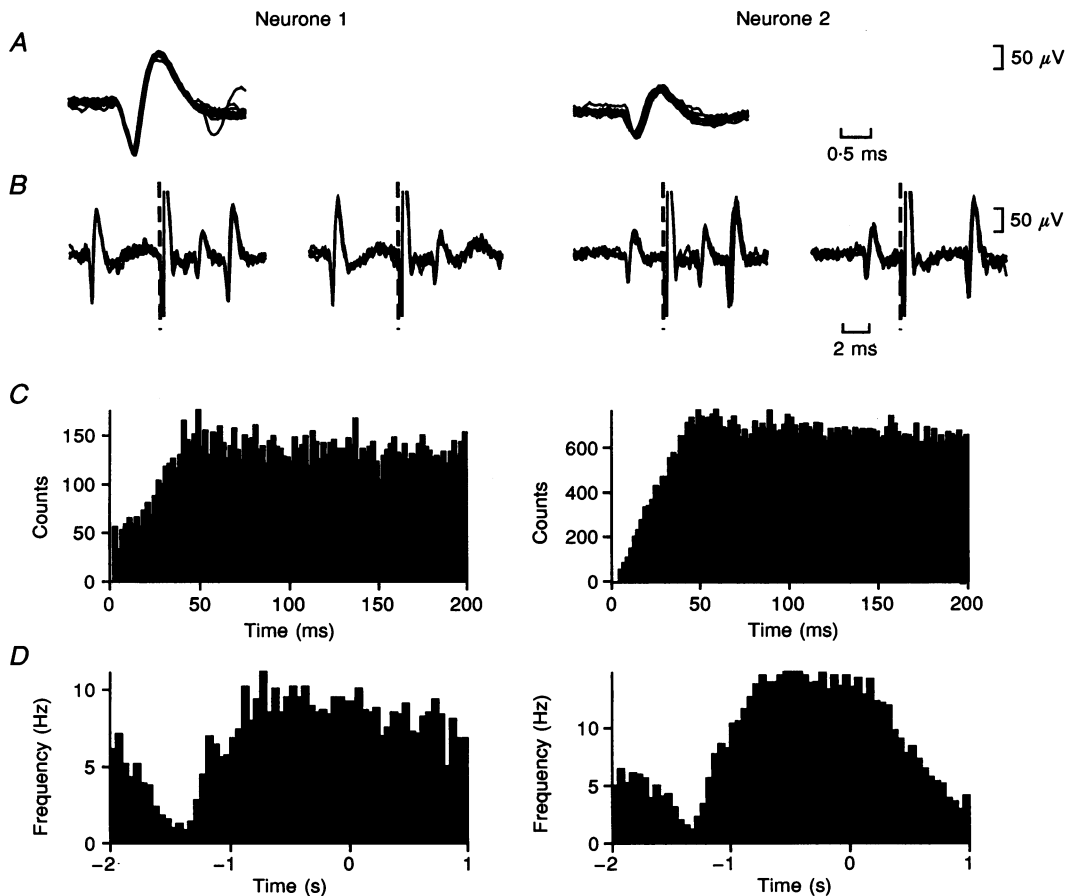 Neurone 1
Neurone 2
A
50 μV
0·5 ms
B
50 μV
2 ms
C
Counts
150
100
50
0
0
50
100
150
200
Time (ms)
Counts
600
400
200
0
0
50
100
150
200
Time (ms)
D
Frequency (Hz)
10
5
0
−2
−1
0
1
Time (s)
Frequency (Hz)
10
5
0
−2
−1
0
1
Time (s)